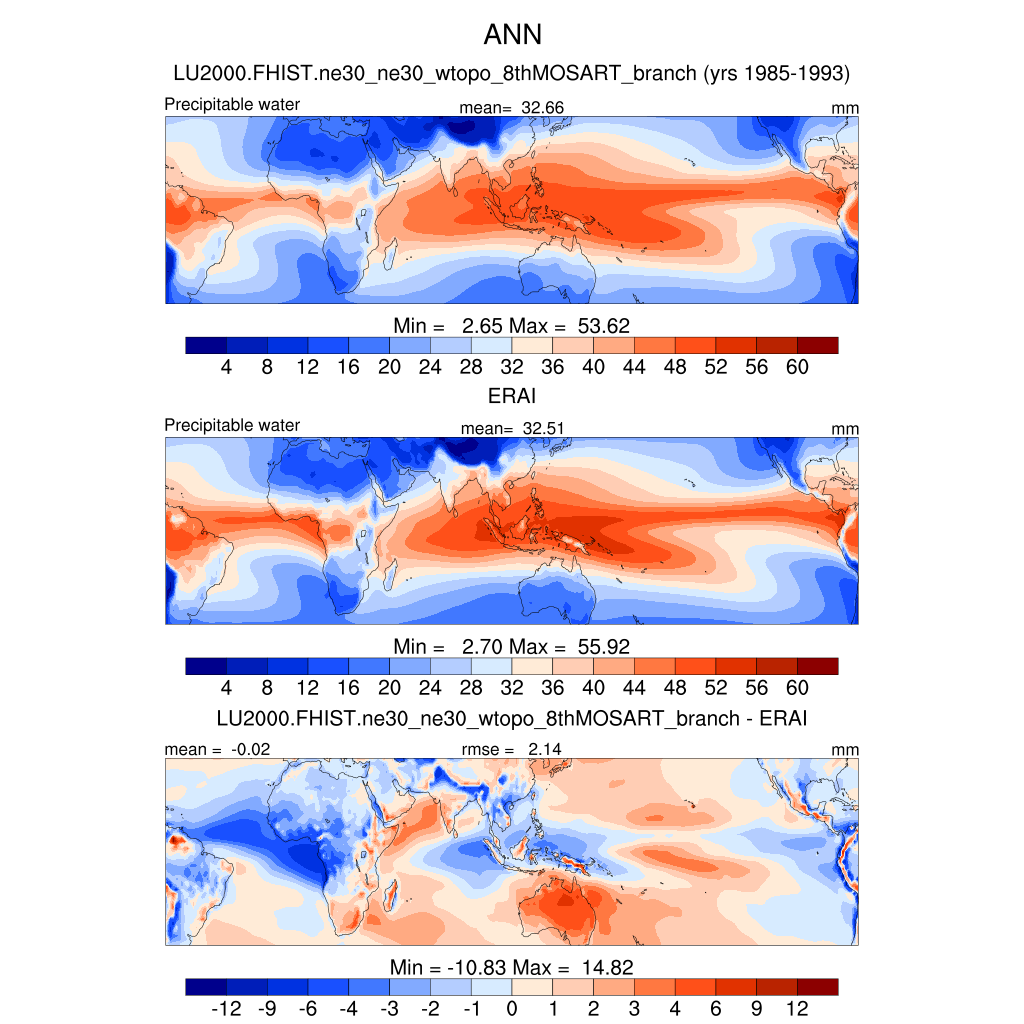 ANN
LU2000.FHIST.ne30_ne30_wtopo_8thMOSART_branch (yrs 1985-1993)
Precipitable water mean= 32.66 mm
Min = 2.65 Max = 53.62
4 8 12 16 20 24 28 32 36 40 44 48 52 56 60
ERAI
Precipitable water mean= 32.51 mm
Min = 2.70 Max = 55.92
4 8 12 16 20 24 28 32 36 40 44 48 52 56 60
LU2000.FHIST.ne30_ne30_wtopo_8thMOSART_branch - ERAI
mean = -0.02 rmse = 2.14 mm
Min = -10.83 Max = 14.82
-12 -9 -6 -4 -3 -2 -1 0 1 2 3 4 6 9 12